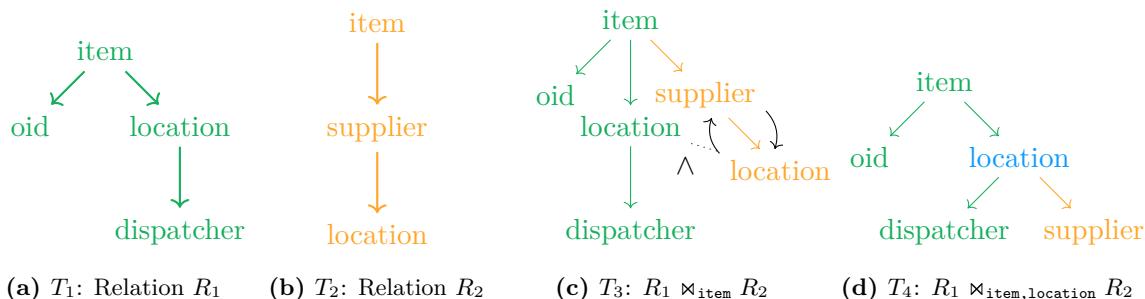 item
oid location
dispatcher
(a) T₁: Relation R₁
item
supplier
location
(b) T₂: Relation R₂
item
oid supplier
location
∧ location
dispatcher
(c) T₃: R₁ ⋈item R₂
item
oid location
dispatcher supplier
(d) T₄: R₁ ⋈item,location R₂